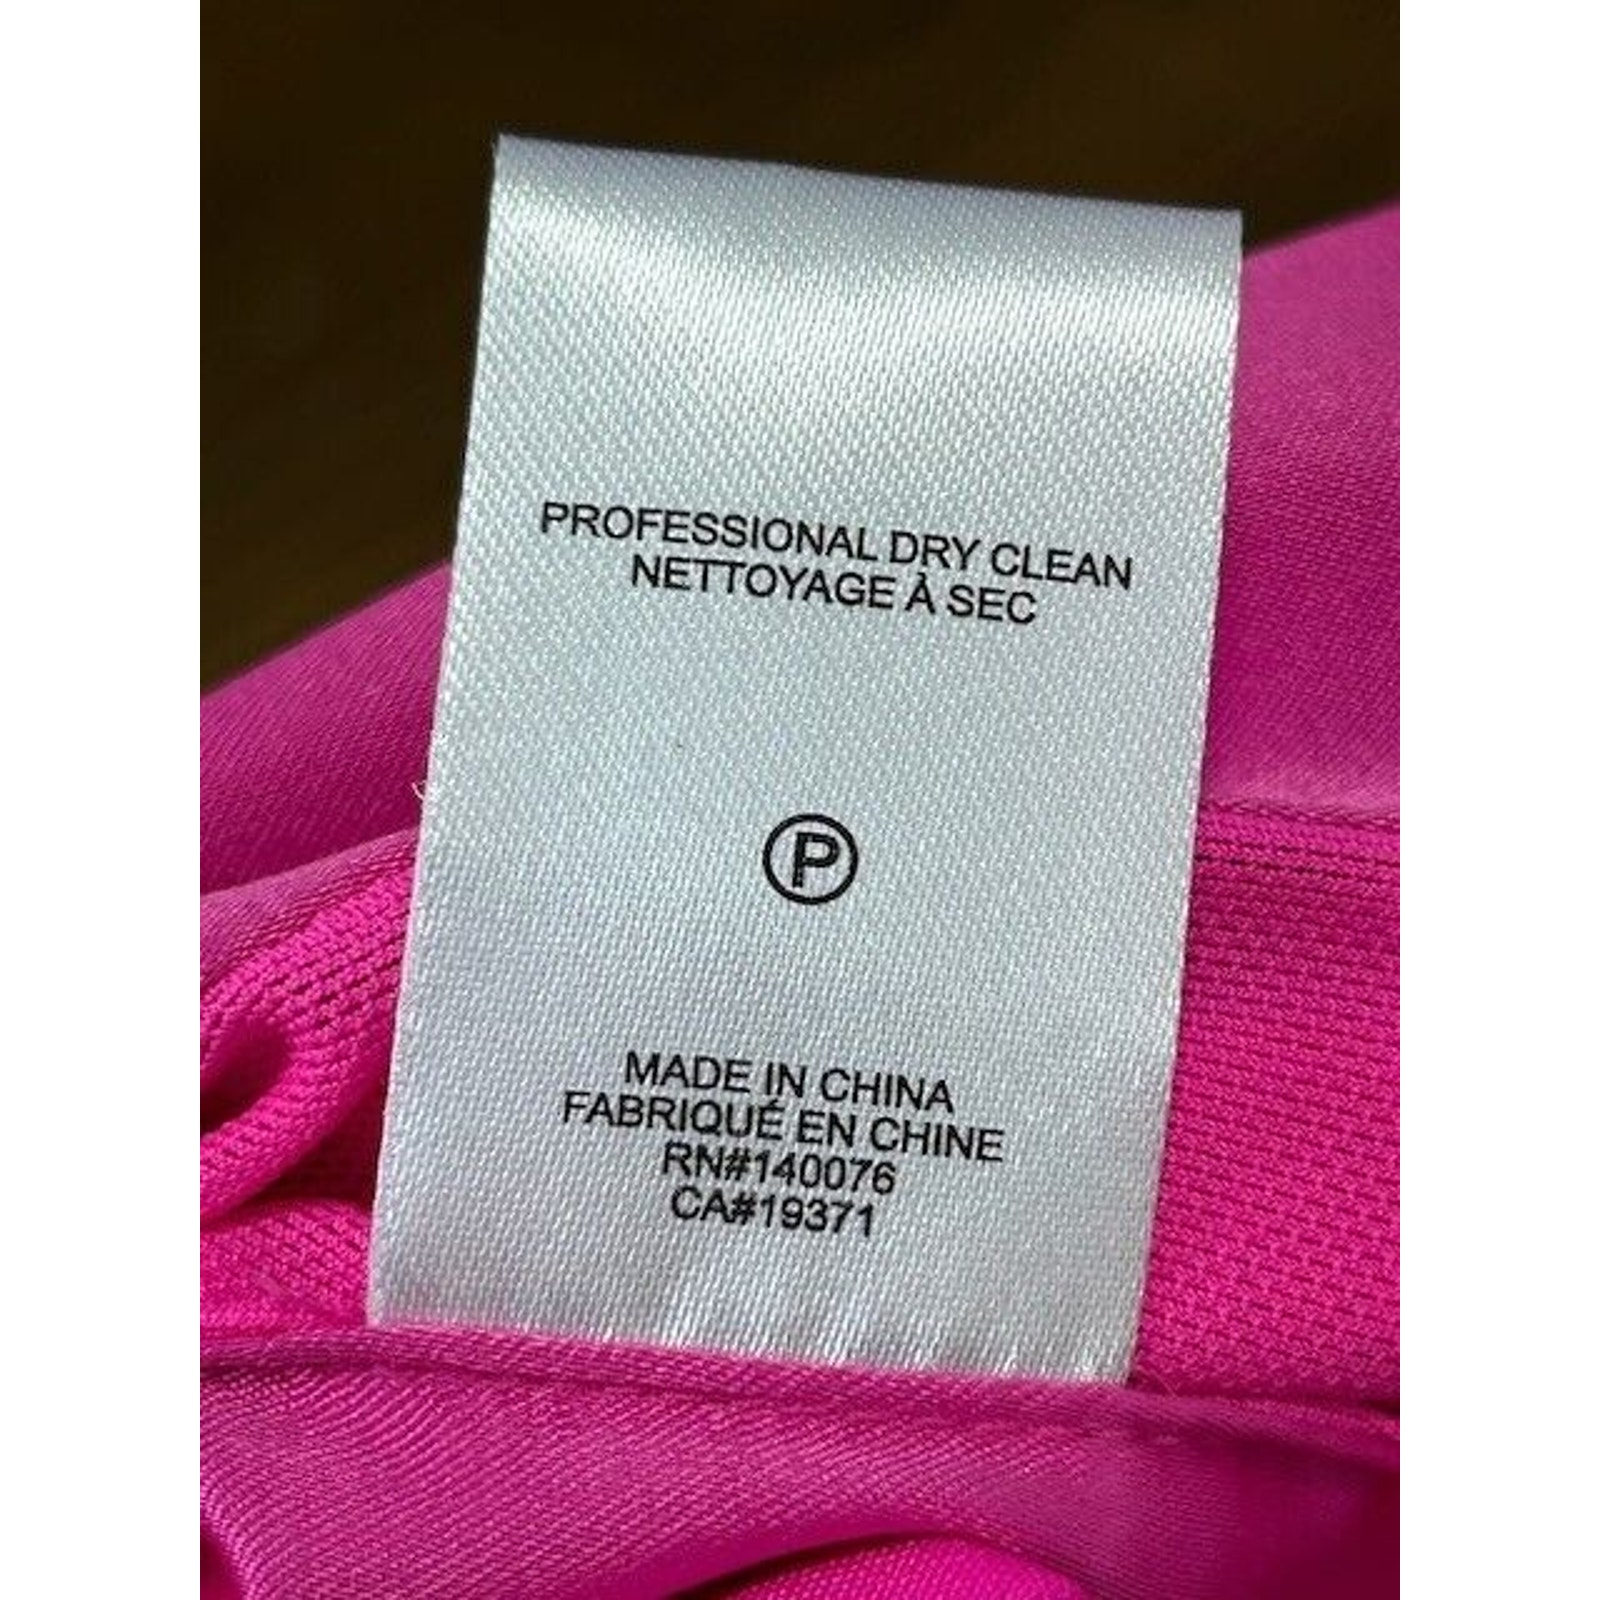 PROFESSIONAL DRY CLEAN
NETTOYAGE À SEC
P
MADE IN CHINA
FABRIQUÉ EN CHINE
RN#140076
CA#19371